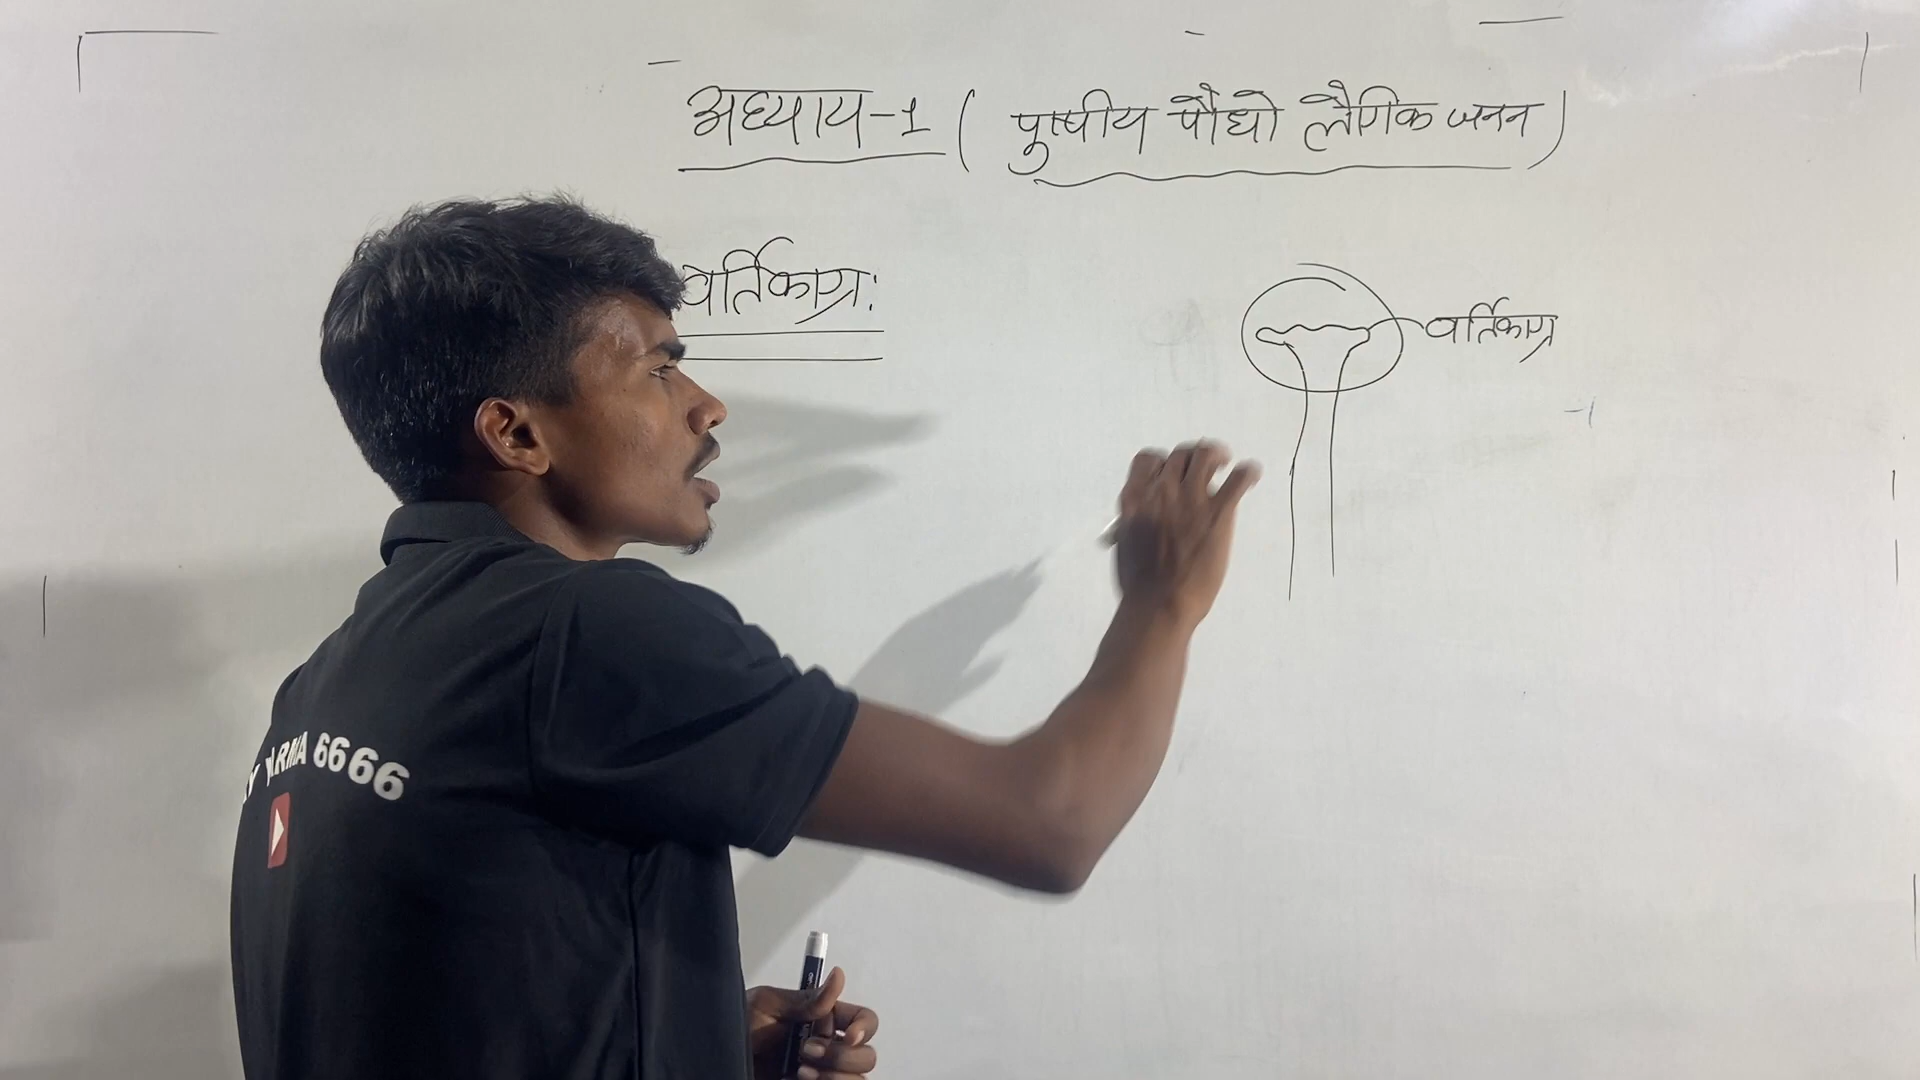 अध्याय-1 ( पुष्पीय पौधो लैगिक जनन )
वर्तिकाग्र:
वर्तिकाग्र
6666